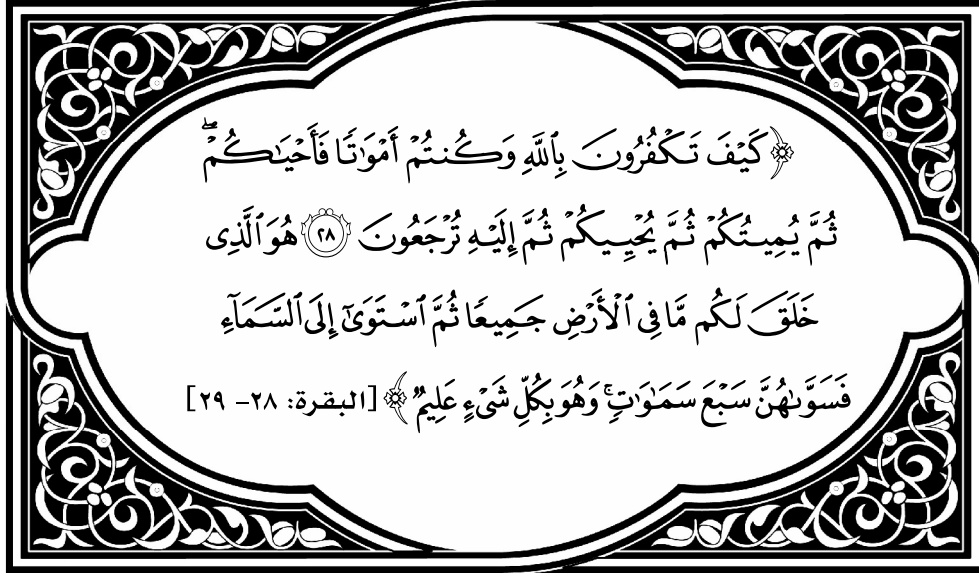 ﴿كَيْفَ تَكْفُرُونَ بِٱللَّهِ وَكُنتُمْ أَمْوَٰتًا فَأَحْيَـٰكُمْ ۖ
ثُمَّ يُمِيتُكُمْ ثُمَّ يُحْيِيكُمْ ثُمَّ إِلَيْهِ تُرْجَعُونَ ٢٨ هُوَ ٱلَّذِى
خَلَقَ لَكُم مَّا فِى ٱلْأَرْضِ جَمِيعًا ثُمَّ ٱسْتَوَىٰٓ إِلَى ٱلسَّمَآءِ
فَسَوَّىٰهُنَّ سَبْعَ سَمَـٰوَٰتٍ ۚ وَهُوَ بِكُلِّ شَىْءٍ عَلِيمٌ﴾ [البقرة: ٢٨- ٢٩]